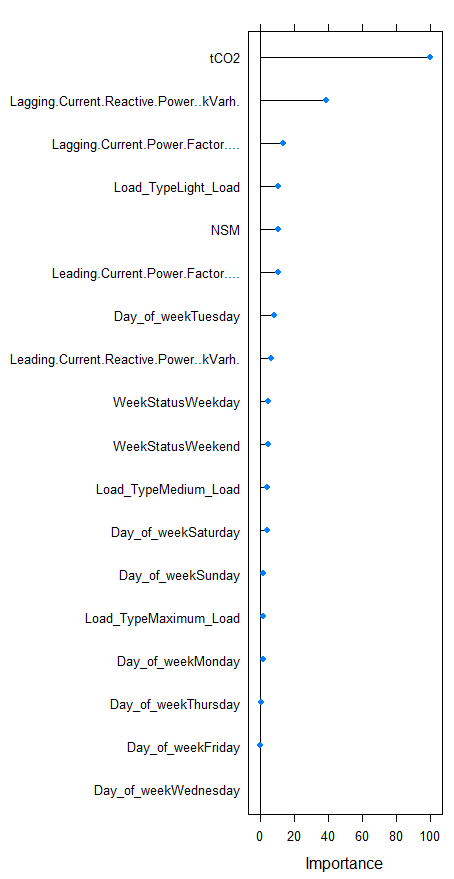 tCO2
Lagging.Current.Reactive.Power..kVarh.
Lagging.Current.Power.Factor....
Load_TypeLight_Load
NSM
Leading.Current.Power.Factor....
Day_of_weekTuesday
Leading.Current.Reactive.Power..kVarh.
WeekStatusWeekday
WeekStatusWeekend
Load_TypeMedium_Load
Day_of_weekSaturday
Day_of_weekSunday
Load_TypeMaximum_Load
Day_of_weekMonday
Day_of_weekThursday
Day_of_weekFriday
Day_of_weekWednesday
0 20 40 60 80 100
Importance